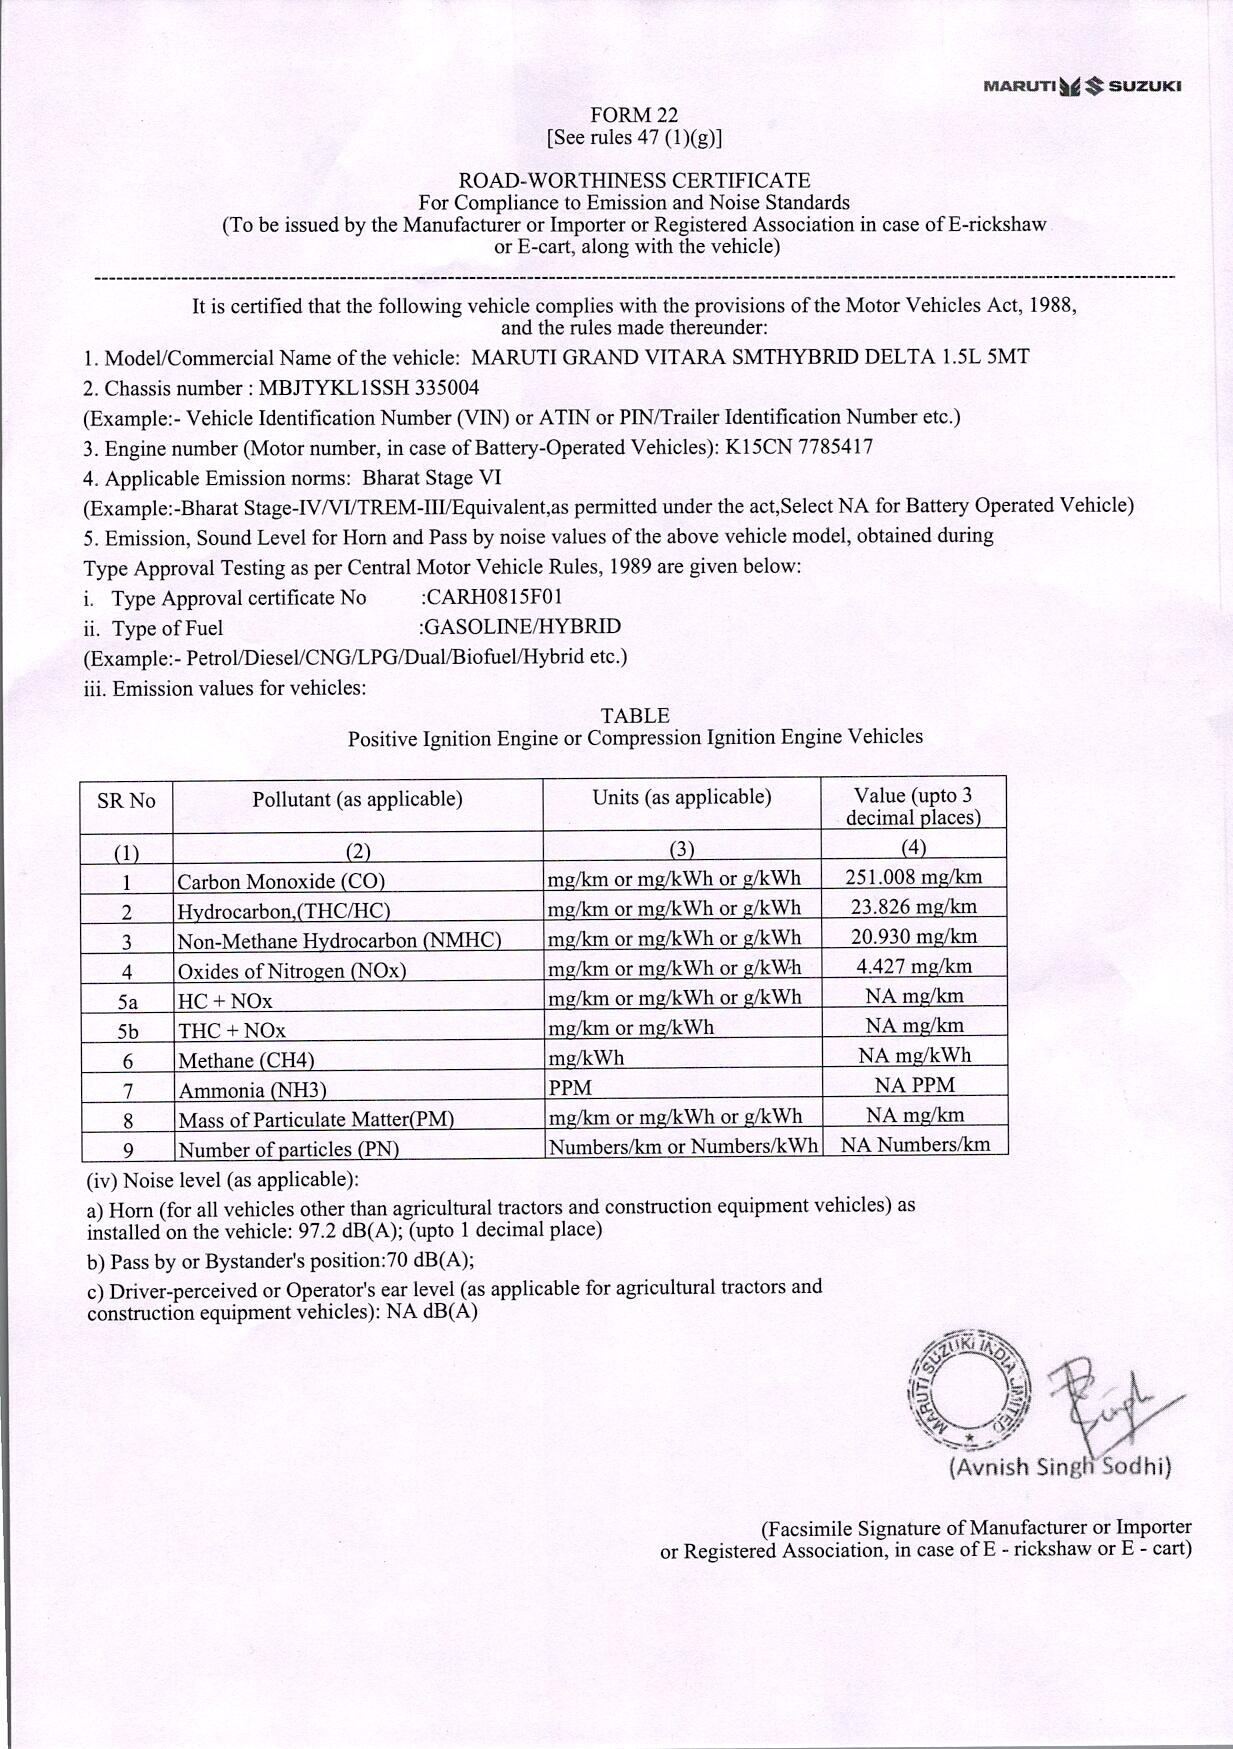 MARUTI SUZUKI
FORM 22
[See rules 47 (1)(g)]
ROAD-WORTHINESS CERTIFICATE
For Compliance to Emission and Noise Standards
(To be issued by the Manufacturer or Importer or Registered Association in case of E-rickshaw
or E-cart, along with the vehicle)
It is certified that the following vehicle complies with the provisions of the Motor Vehicles Act, 1988,
and the rules made thereunder:
1. Model/Commercial Name of the vehicle: MARUTI GRAND VITARA SMTHYBRID DELTA 1.5L 5MT
2. Chassis number : MBJTYKL1SSH 335004
(Example:- Vehicle Identification Number (VIN) or ATIN or PIN/Trailer Identification Number etc.)
3. Engine number (Motor number, in case of Battery-Operated Vehicles): K15CN 7785417
4. Applicable Emission norms: Bharat Stage VI
(Example:-Bharat Stage-IV/VI/TREM-III/Equivalent,as permitted under the act,Select NA for Battery Operated Vehicle)
5. Emission, Sound Level for Horn and Pass by noise values of the above vehicle model, obtained during
Type Approval Testing as per Central Motor Vehicle Rules, 1989 are given below:
i. Type Approval certificate No :CARH0815F01
ii. Type of Fuel :GASOLINE/HYBRID
(Example:- Petrol/Diesel/CNG/LPG/Dual/Biofuel/Hybrid etc.)
iii. Emission values for vehicles:
TABLE
Positive Ignition Engine or Compression Ignition Engine Vehicles
SR No Pollutant (as applicable) Units (as applicable) Value (upto 3
decimal places)
(1) (2) (3) (4)
1 Carbon Monoxide (CO) mg/km or mg/kWh or g/kWh 251.008 mg/km
2 Hydrocarbon,(THC/HC) mg/km or mg/kWh or g/kWh 23.826 mg/km
3 Non-Methane Hydrocarbon (NMHC) mg/km or mg/kWh or g/kWh 20.930 mg/km
4 Oxides of Nitrogen (NOx) mg/km or mg/kWh or g/kWh 4.427 mg/km
5a HC + NOx mg/km or mg/kWh or g/kWh NA mg/km
5b THC + NOx mg/km or mg/kWh NA mg/km
6 Methane (CH4) mg/kWh NA mg/kWh
7 Ammonia (NH3) PPM NA PPM
8 Mass of Particulate Matter(PM) mg/km or mg/kWh or g/kWh NA mg/km
9 Number of particles (PN) Numbers/km or Numbers/kWh NA Numbers/km
(iv) Noise level (as applicable):
a) Horn (for all vehicles other than agricultural tractors and construction equipment vehicles) as
installed on the vehicle: 97.2 dB(A); (upto 1 decimal place)
b) Pass by or Bystander's position:70 dB(A);
c) Driver-perceived or Operator's ear level (as applicable for agricultural tractors and
construction equipment vehicles): NA dB(A)
MARUTI SUZUKI INDIA LIMITED
(Avnish Singh Sodhi)
(Facsimile Signature of Manufacturer or Importer
or Registered Association, in case of E - rickshaw or E - cart)